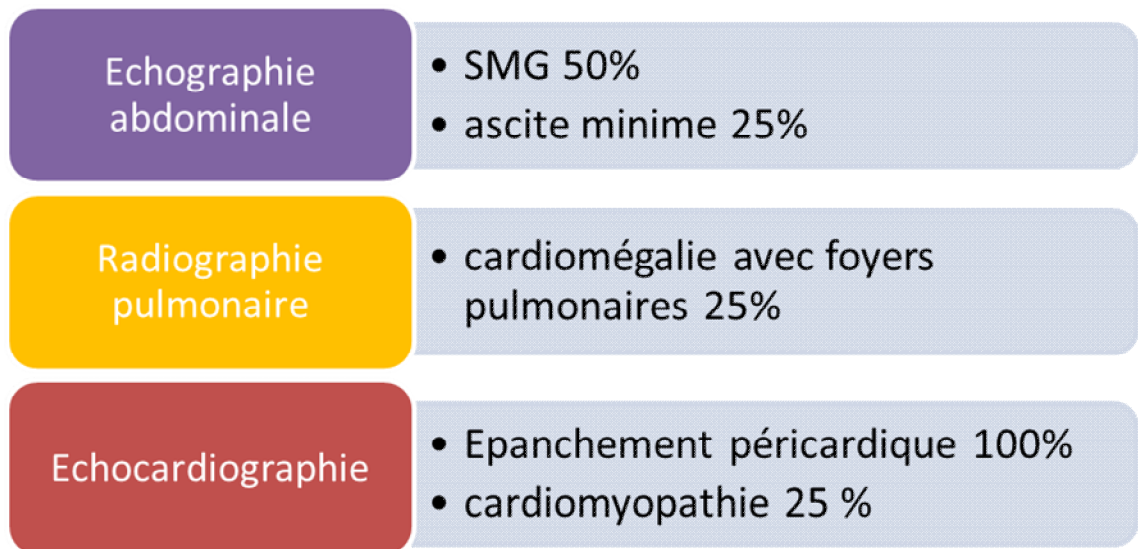 Echographie
abdominale
• SMG 50%
• ascite minime 25%
Radiographie
pulmonaire
• cardiomégalie avec foyers
pulmonaires 25%
Echocardiographie
• Epanchement péricardique 100%
• cardiomyopathie 25 %